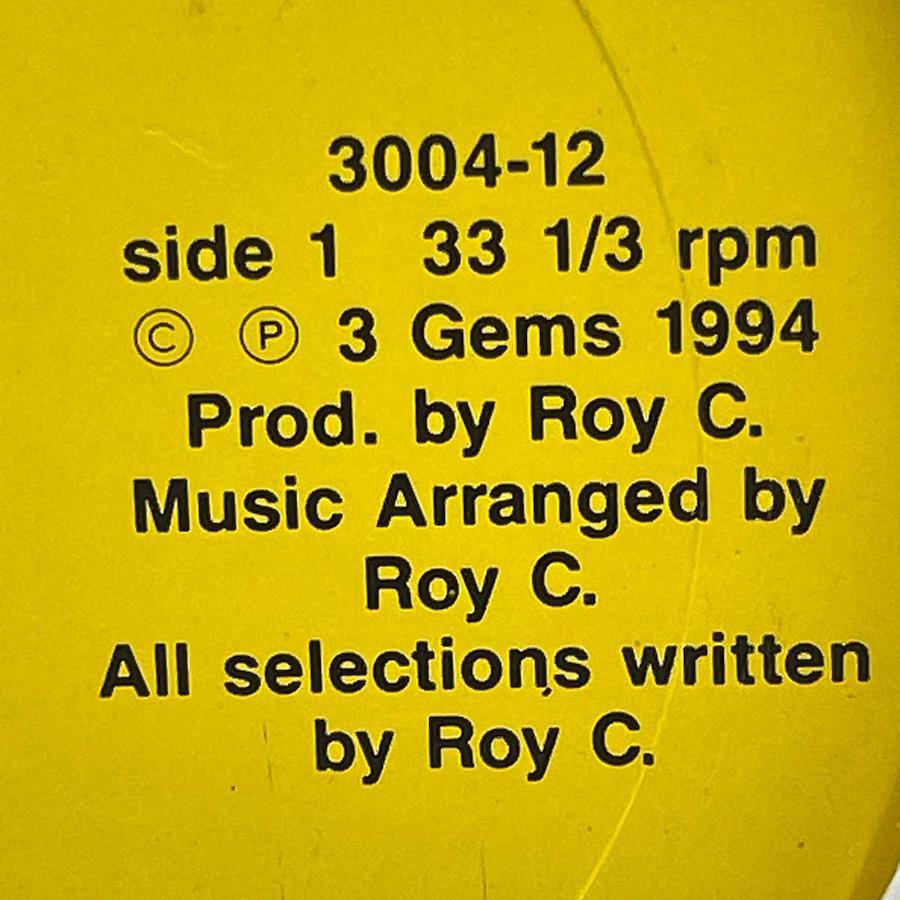 3004-12
side 1 33 1/3 rpm
© ℗ 3 Gems 1994
Prod. by Roy C.
Music Arranged by
Roy C.
All selections written
by Roy C.